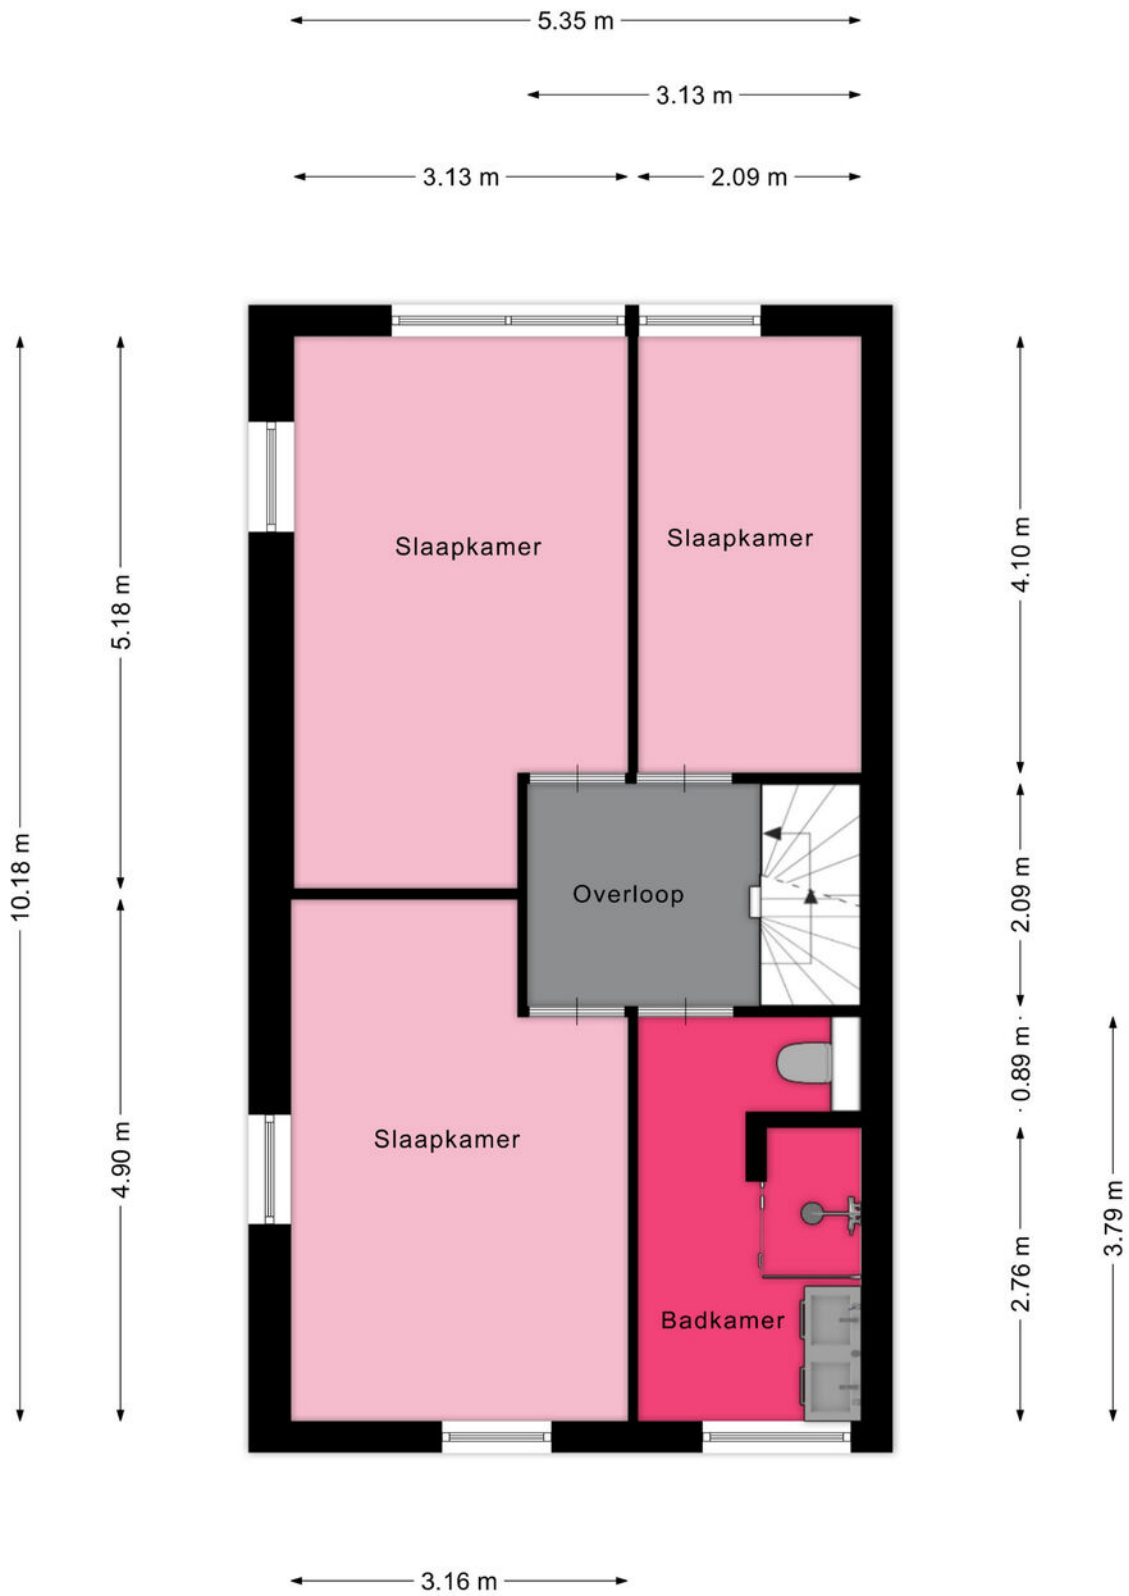 5.35 m
3.13 m
3.13 m
2.09 m
Slaapkamer
Slaapkamer
4.10 m
5.18 m
10.18 m
Overloop
2.09 m
0.89 m
Slaapkamer
4.90 m
3.79 m
2.76 m
Badkamer
3.16 m